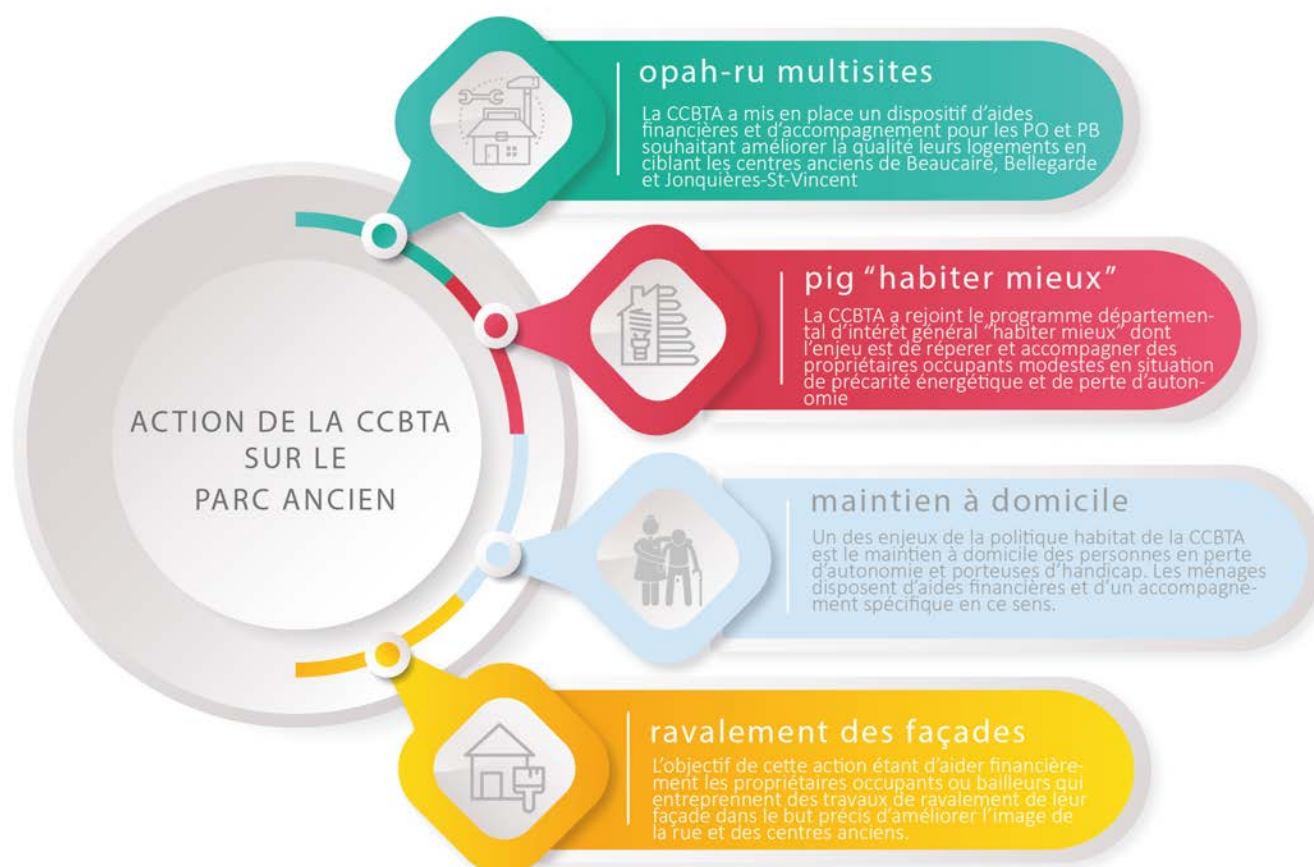 opah-ru multisites
La CCBTA a mis en place un dispositif d'aides
financières et d'accompagnement pour les PO et PB
souhaitant améliorer la qualité leurs logements en
ciblant les centres anciens de Beaucaire, Bellegarde
et Jonquières-St-Vincent
pig "habiter mieux"
La CCBTA a rejoint le programme départemen-
tal d'intérêt général "habiter mieux" dont
l'enjeu est de réperer et accompagner des
propriétaires occupants modestes en situation
de précarité énergétique et de perte d'auton-
omie
ACTION DE LA CCBTA
SUR LE
PARC ANCIEN
maintien à domicile
Un des enjeux de la politique habitat de la CCBTA
est le maintien à domicile des personnes en perte
d'autonomie et porteuses d'handicap. Les ménages
disposent d'aides financières et d'un accompagne-
ment spécifique en ce sens.
ravalement des façades
L'objectif de cette action étant d'aider financière-
ment les propriétaires occupants ou bailleurs qui
entreprennent des travaux de ravalement de leur
façade dans le but précis d'améliorer l'image de
la rue et des centres anciens.